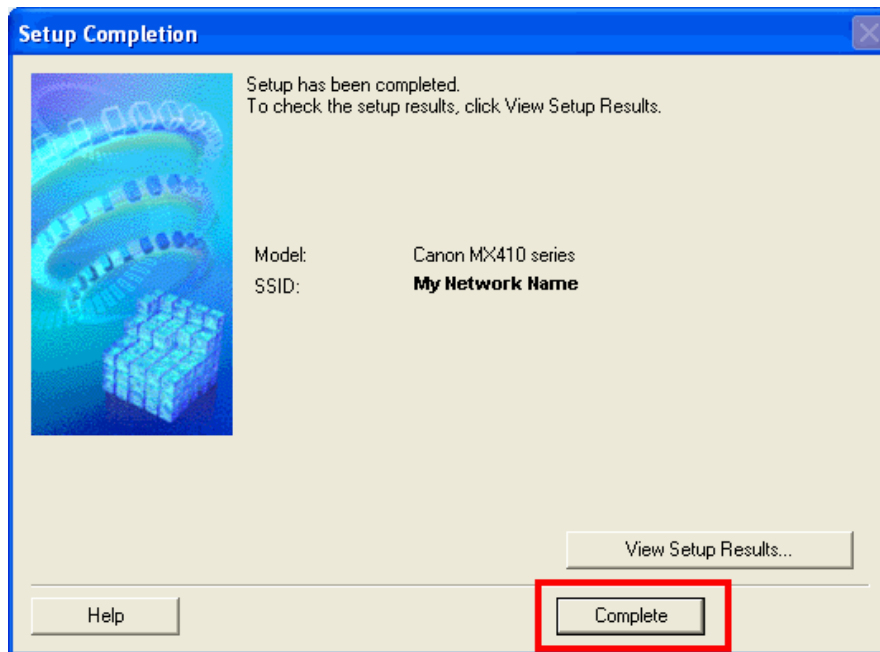 Setup Completion
Setup has been completed.
To check the setup results, click View Setup Results.
Model: Canon MX410 series
SSID: My Network Name
View Setup Results...
Help Complete